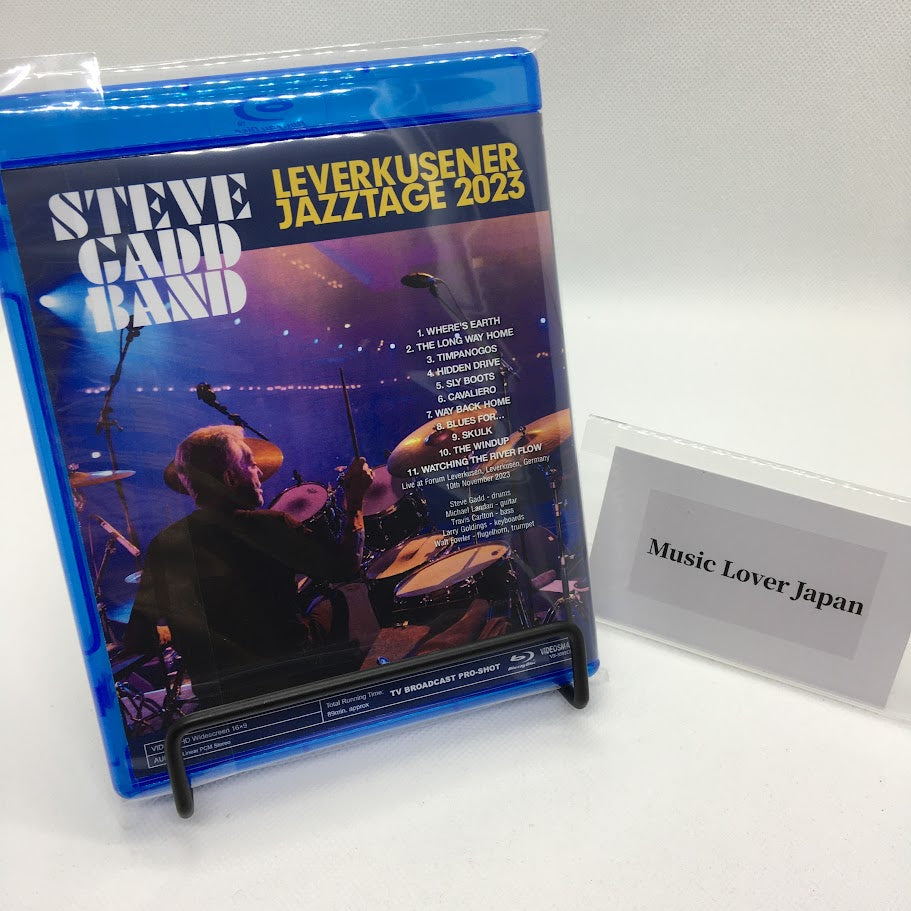 STEVE
GADD
BAND
LEVERKUSENER
JAZZTAGE 2023
1. WHERE'S EARTH
2. THE LONG WAY HOME
3. TIMPANOGOS
4. HIDDEN DRIVE
5. SLY BOOTS
6. CAVALIERO
7. WAY BACK HOME
8. BLUES FOR...
9. SKULK
10. THE WINDUP
11. WATCHING THE RIVER FLOW
Live at Forum Leverkusen, Leverkusen, Germany
10th November 2023
Steve Gadd - drums
Michael Landau - guitar
Travis Carlton - bass
Larry Goldings - keyboards
Walt Fowler - flugelhorn, trumpet
Music Lover Japan
Total Running Time:
89min. approx
TV BROADCAST PRO-SHOT
Blu-ray Disc
VIDEOSMA
HD Widescreen 16×9
Linear PCM Stereo